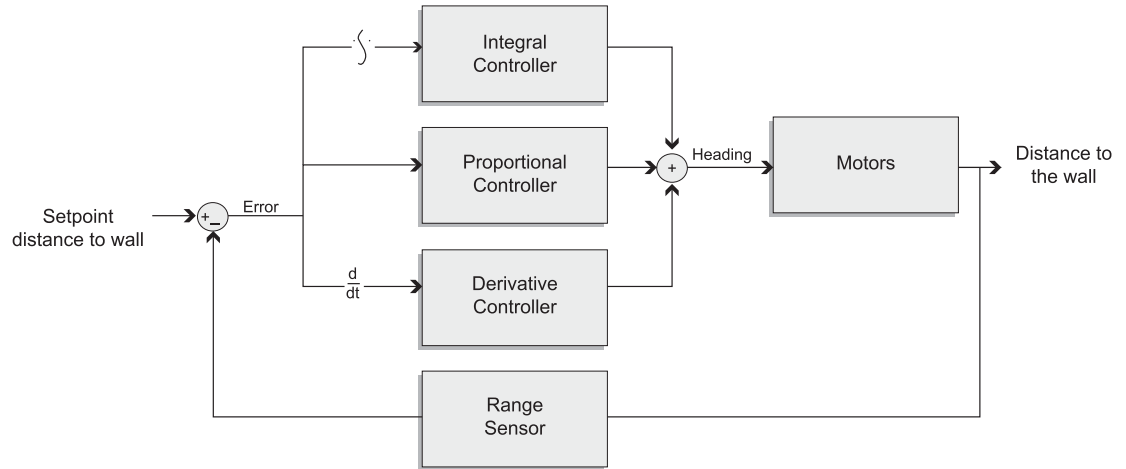 Integral
Controller
∫
Proportional
Controller
+
Heading
Motors
Distance to
the wall
Setpoint
distance to wall
+−
Error
d
dt
Derivative
Controller
Range
Sensor